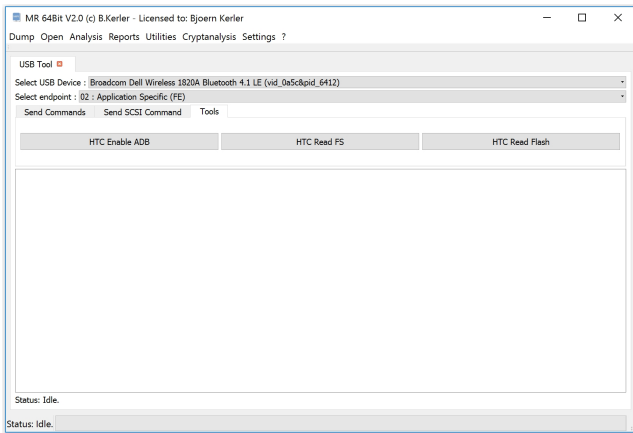 MR 64Bit V2.0 (c) B.Kerler - Licensed to: Bjoern Kerler
Dump Open Analysis Reports Utilities Cryptanalysis Settings ?
USB Tool
Select USB Device : Broadcom Dell Wireless 1820A Bluetooth 4.1 LE (vid_0a5c&pid_6412)
Select endpoint : 02 : Application Specific (FE)
Send Commands Send SCSI Command Tools
HTC Enable ADB HTC Read FS HTC Read Flash
Status: Idle.
Status: Idle.